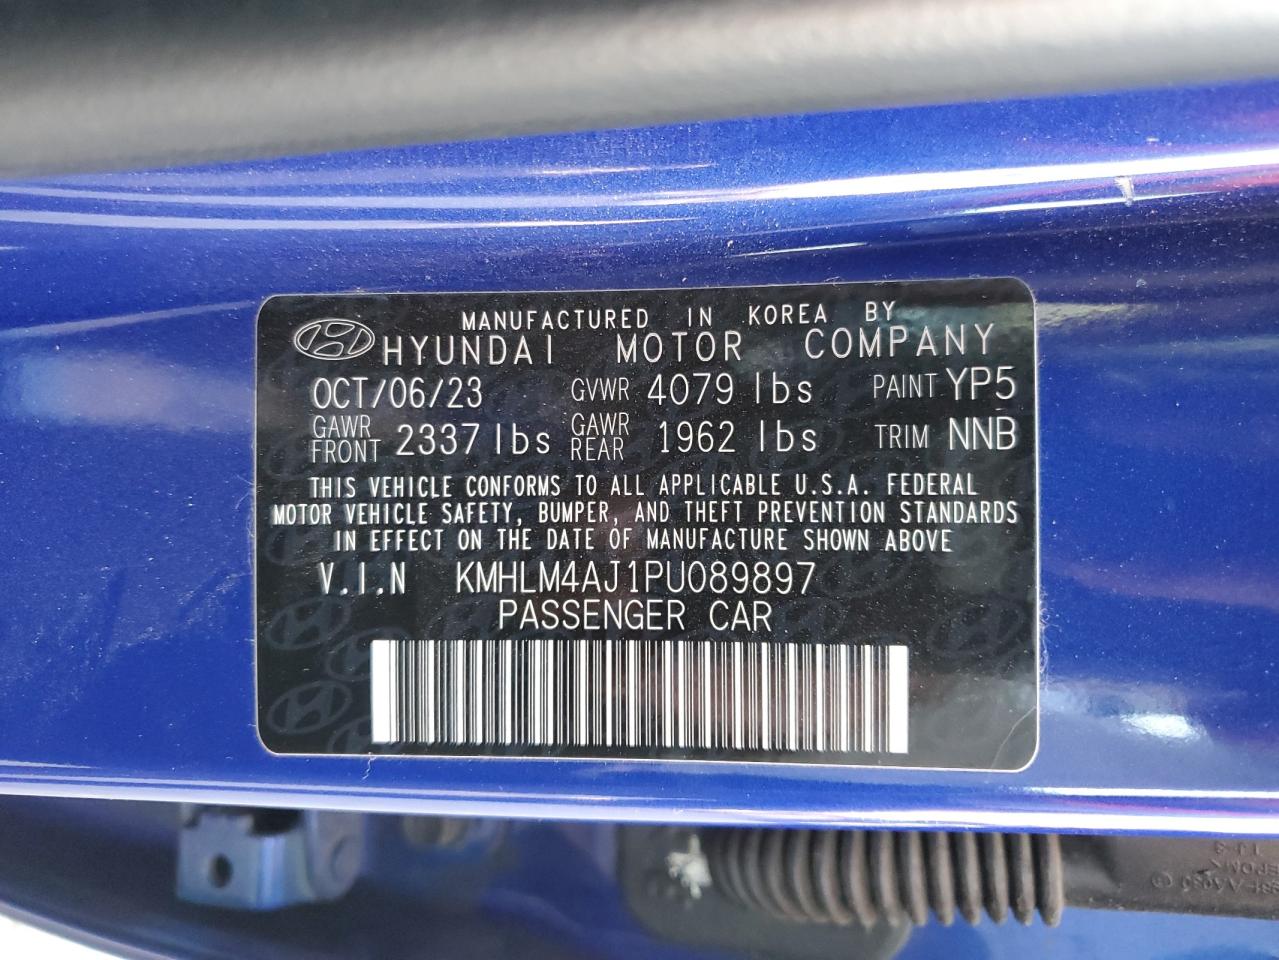 MANUFACTURED IN KOREA BY
HYUNDAI MOTOR COMPANY
OCT/06/23 GVWR 4079 lbs PAINT YP5
GAWR FRONT 2337 lbs GAWR REAR 1962 lbs TRIM NNB
THIS VEHICLE CONFORMS TO ALL APPLICABLE U.S.A. FEDERAL
MOTOR VEHICLE SAFETY, BUMPER, AND THEFT PREVENTION STANDARDS
IN EFFECT ON THE DATE OF MANUFACTURE SHOWN ABOVE
V.I.N KMHLM4AJ1PU089897
PASSENGER CAR